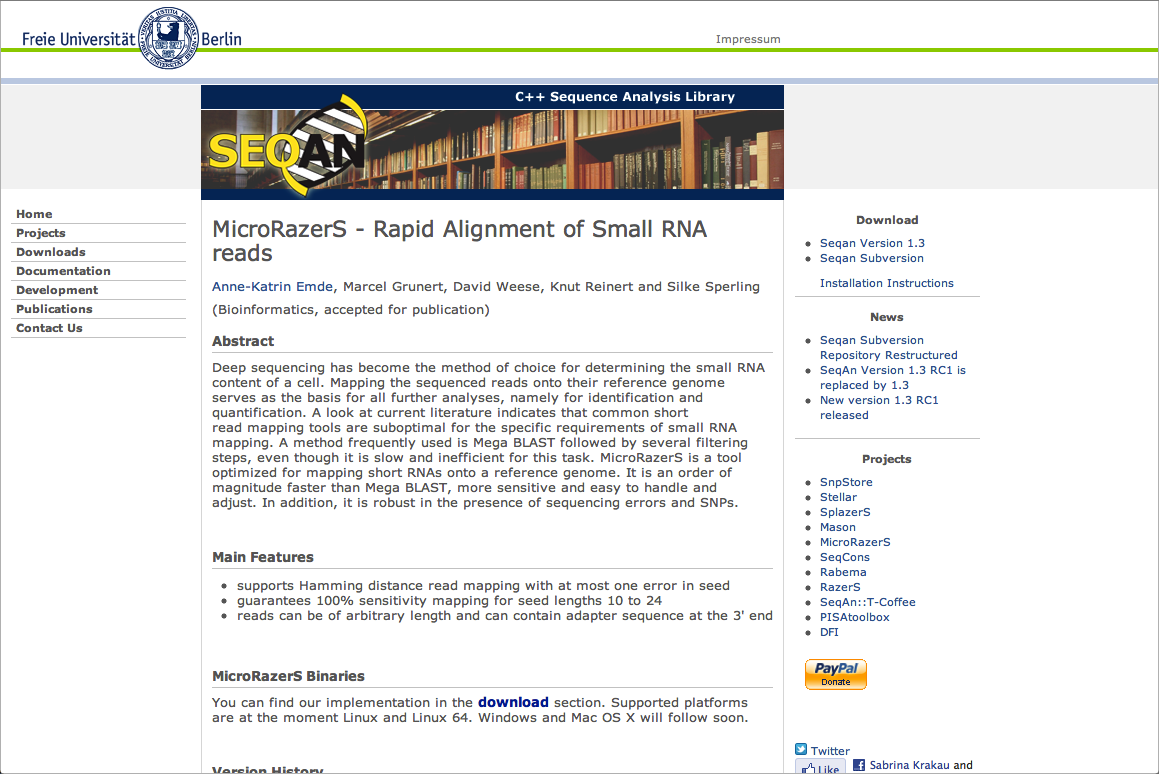 Freie Universität Berlin
Impressum
C++ Sequence Analysis Library
SEQAN
Home
Projects
Downloads
Documentation
Development
Publications
Contact Us
MicroRazerS - Rapid Alignment of Small RNA
reads
Anne-Katrin Emde, Marcel Grunert, David Weese, Knut Reinert and Silke Sperling
(Bioinformatics, accepted for publication)
Abstract
Deep sequencing has become the method of choice for determining the small RNA
content of a cell. Mapping the sequenced reads onto their reference genome
serves as the basis for all further analyses, namely for identification and
quantification. A look at current literature indicates that common short
read mapping tools are suboptimal for the specific requirements of small RNA
mapping. A method frequently used is Mega BLAST followed by several filtering
steps, even though it is slow and inefficient for this task. MicroRazerS is a tool
optimized for mapping short RNAs onto a reference genome. It is an order of
magnitude faster than Mega BLAST, more sensitive and easy to handle and
adjust. In addition, it is robust in the presence of sequencing errors and SNPs.
Main Features
supports Hamming distance read mapping with at most one error in seed
guarantees 100% sensitivity mapping for seed lengths 10 to 24
reads can be of arbitrary length and can contain adapter sequence at the 3' end
MicroRazerS Binaries
You can find our implementation in the download section. Supported platforms
are at the moment Linux and Linux 64. Windows and Mac OS X will follow soon.
Version History
Download
Seqan Version 1.3
Seqan Subversion
Installation Instructions
News
Seqan Subversion
Repository Restructured
SeqAn Version 1.3 RC1 is
replaced by 1.3
New version 1.3 RC1
released
Projects
SnpStore
Stellar
SplazerS
Mason
MicroRazerS
SeqCons
Rabema
RazerS
SeqAn::T-Coffee
PISAtoolbox
DFI
PayPal
Donate
Twitter
Like
Sabrina Krakau and